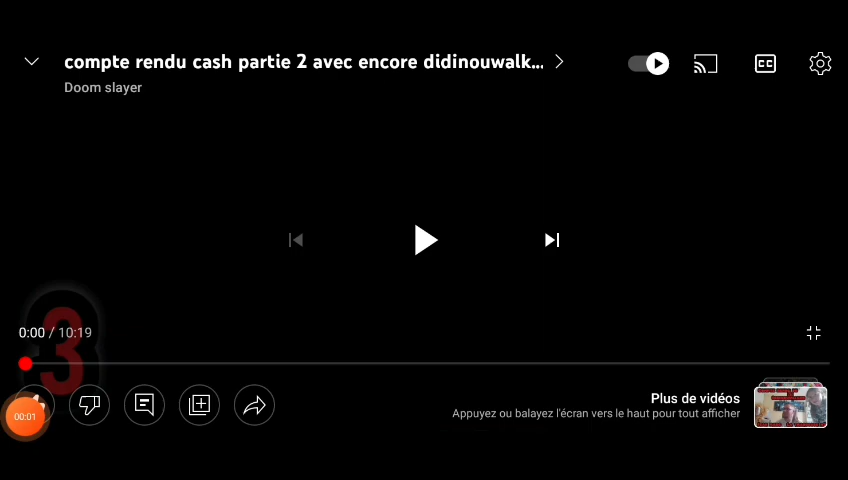 compte rendu cash partie 2 avec encore didinouwalk...
Doom slayer
CC
3
0:00 / 10:19
00:01
Plus de vidéos
Appuyez ou balayez l'écran vers le haut pour tout afficher